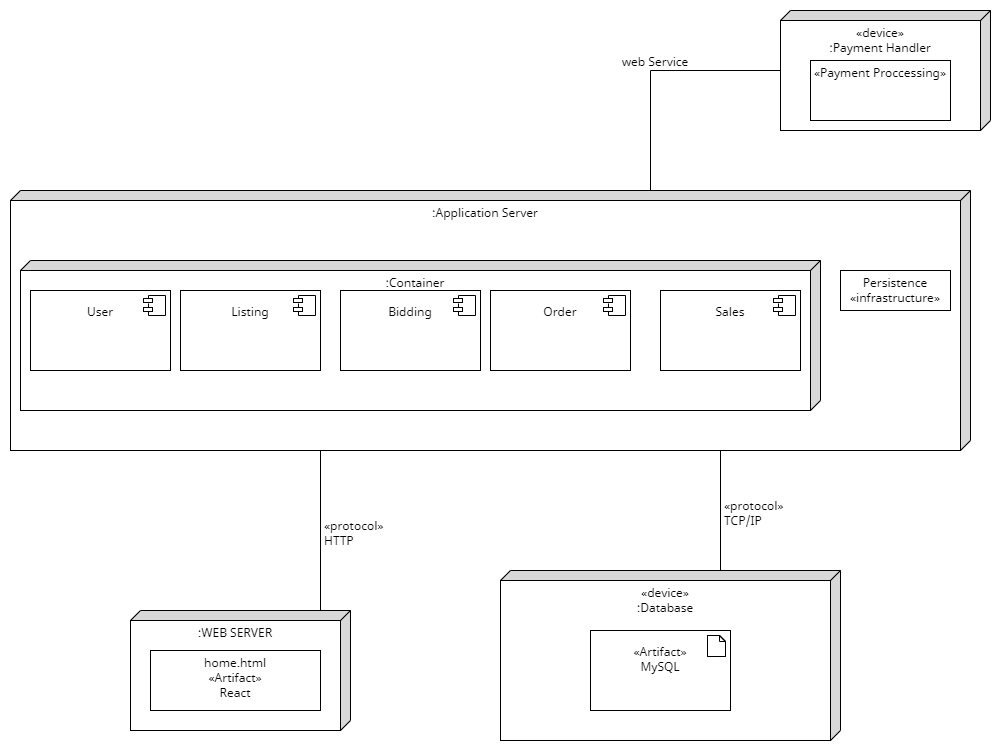 «device»
:Payment Handler
«Payment Proccessing»
web Service
:Application Server
:Container
User
Listing
Bidding
Order
Sales
Persistence
«infrastructure»
«protocol»
HTTP
«protocol»
TCP/IP
:WEB SERVER
home.html
«Artifact»
React
«device»
:Database
«Artifact»
MySQL